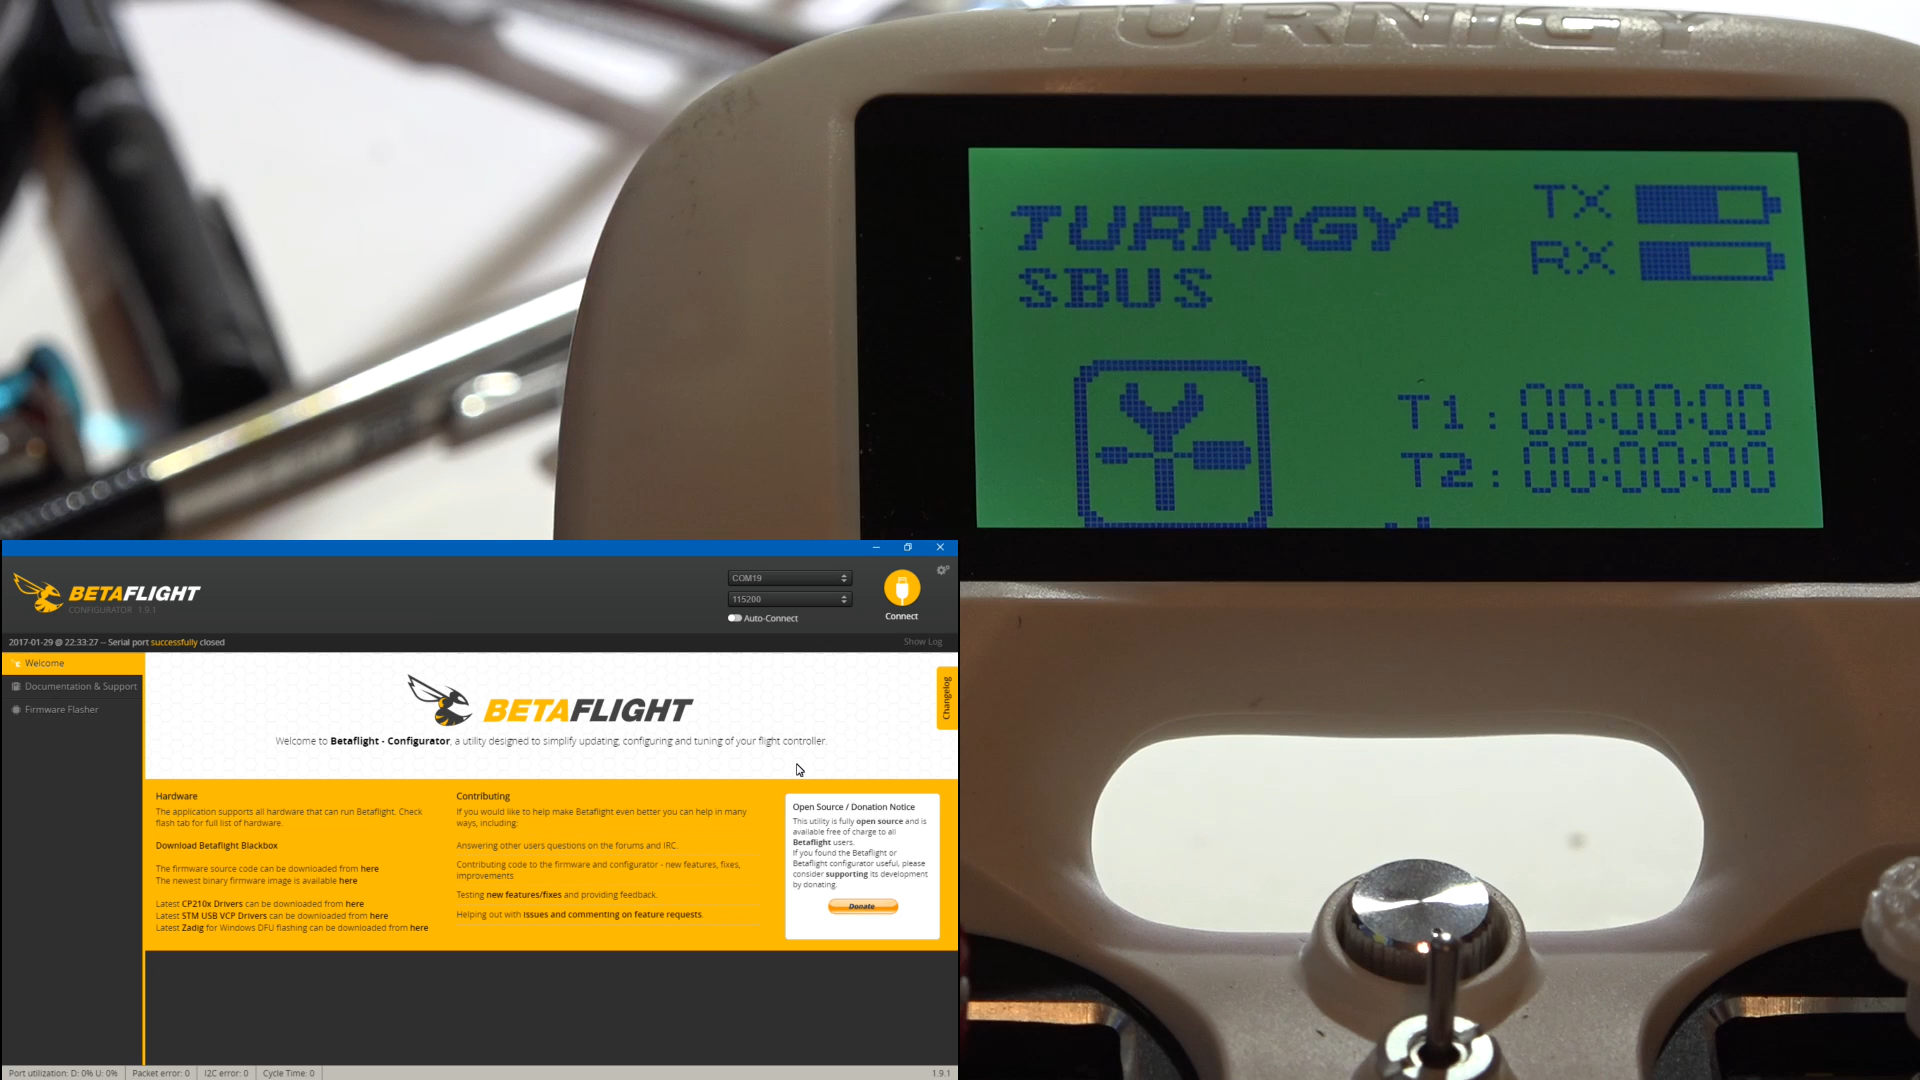 TURNIGY
TURNIGY®
TX
RX
SBUS
T1: 00:00:00
T2: 00:00:00
BETAFLIGHT
CONFIGURATOR 1.9.1
COM19
115200
Auto-Connect
Connect
2017-01-29 @ 22:33:27 -- Serial port successfully closed
Show Log
Welcome
Documentation & Support
Firmware Flasher
BETAFLIGHT
Welcome to Betaflight - Configurator, a utility designed to simplify updating, configuring and tuning of your flight controller.
Changelog
Hardware
The application supports all hardware that can run Betaflight. Check
flash tab for full list of hardware.
Download Betaflight Blackbox
The firmware source code can be downloaded from here
The newest binary firmware image is available here
Latest CP210x Drivers can be downloaded from here
Latest STM USB VCP Drivers can be downloaded from here
Latest Zadig for Windows DFU flashing can be downloaded from here
Contributing
If you would like to help make Betaflight even better you can help in many
ways, including:
Answering other users questions on the forums and IRC.
Contributing code to the firmware and configurator - new features, fixes,
improvements
Testing new features/fixes and providing feedback.
Helping out with issues and commenting on feature requests.
Open Source / Donation Notice
This utility is fully open source and is
available free of charge to all
Betaflight users.
If you found the Betaflight or
Betaflight configurator useful, please
consider supporting its development
by donating.
Donate
Port utilization: D: 0% U: 0%
Packet error: 0
I2C error: 0
Cycle Time: 0
1.9.1